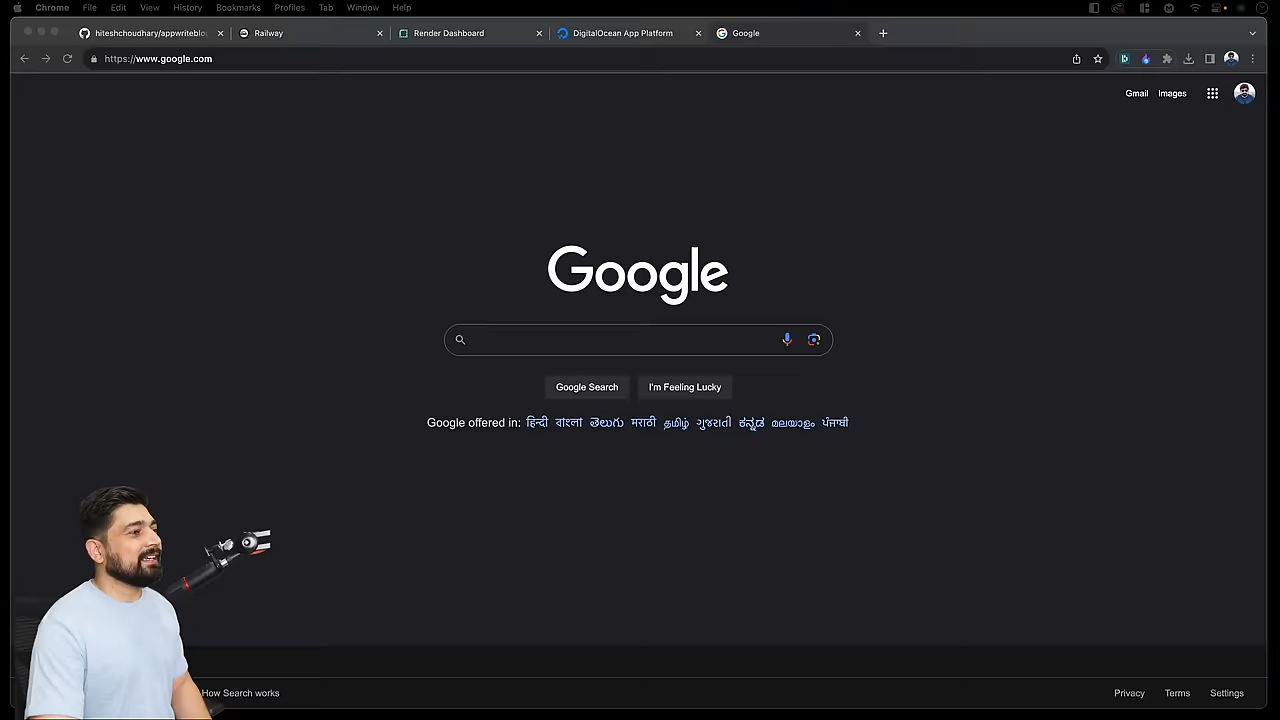 Chrome File Edit View History Bookmarks Profiles Tab Window Help
hiteshchoudhary/appwriteblo Railway Render Dashboard DigitalOcean App Platform Google
https://www.google.com
Gmail Images
Google
Google Search I'm Feeling Lucky
Google offered in: हिन्दी বাংলা తెలుగు मराठी தமிழ் ગુજરાતી ಕನ್ನಡ മലയാളം ਪੰਜਾਬੀ
How Search works Privacy Terms Settings